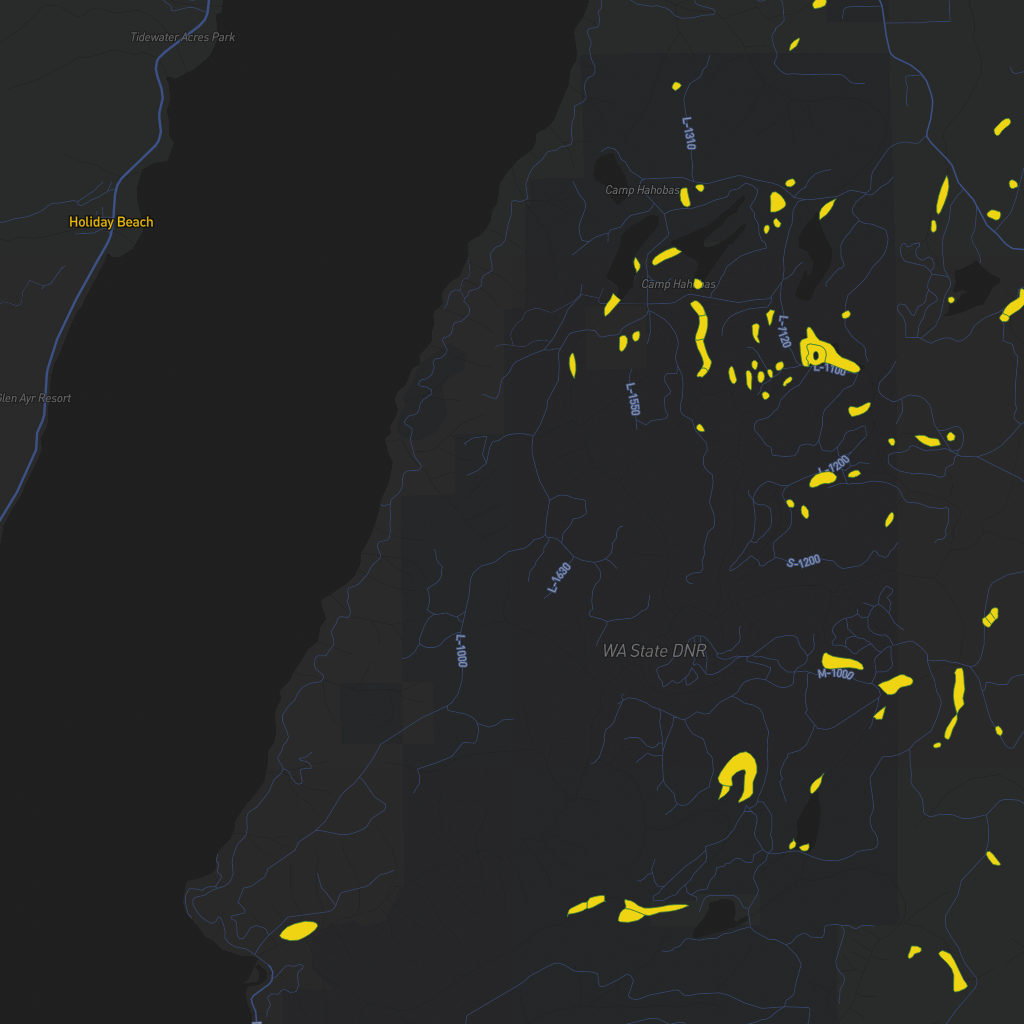 Tidewater Acres Park
L-1310
Camp Hahobas
Holiday Beach
Camp Hahobas
L-1120
L-1100
Glen Ayr Resort
L-1550
L-1200
S-1200
L-1630
L-1000
WA State DNR
M-1000